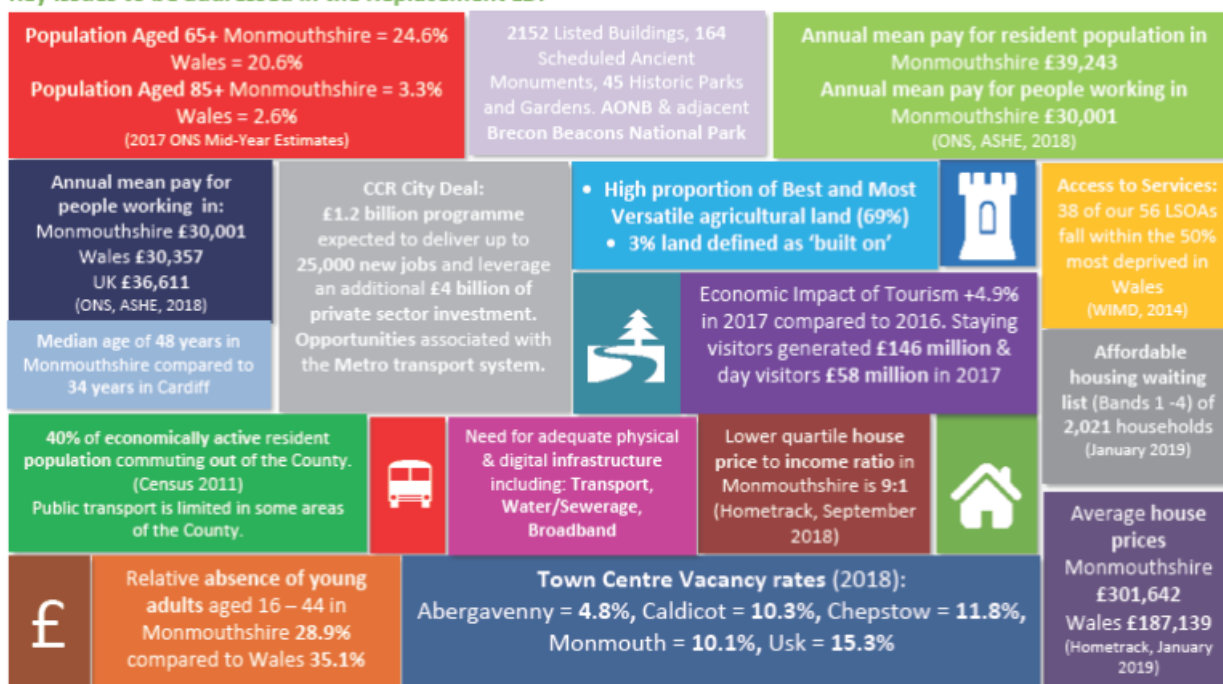 Key issues to be addressed in the Replacement LDP
Population Aged 65+ Monmouthshire = 24.6%
Wales = 20.6%
Population Aged 85+ Monmouthshire = 3.3%
Wales = 2.6%
(2017 ONS Mid-Year Estimates)
2152 Listed Buildings, 164
Scheduled Ancient
Monuments, 45 Historic Parks
and Gardens. AONB & adjacent
Brecon Beacons National Park
Annual mean pay for resident population in
Monmouthshire £39,243
Annual mean pay for people working in
Monmouthshire £30,001
(ONS, ASHE, 2018)
Annual mean pay for
people working in:
Monmouthshire £30,001
Wales £30,357
UK £36,611
(ONS, ASHE, 2018)
CCR City Deal:
£1.2 billion programme
expected to deliver up to
25,000 new jobs and leverage
an additional £4 billion of
private sector investment.
Opportunities associated with
the Metro transport system.
• High proportion of Best and Most
Versatile agricultural land (69%)
• 3% land defined as ‘built on’
Access to Services:
38 of our 56 LSOAs
fall within the 50%
most deprived in
Wales
(WIMD, 2014)
Economic Impact of Tourism +4.9%
in 2017 compared to 2016. Staying
visitors generated £146 million &
day visitors £58 million in 2017
Median age of 48 years in
Monmouthshire compared to
34 years in Cardiff
Affordable
housing waiting
list (Bands 1 -4) of
2,021 households
(January 2019)
40% of economically active resident
population commuting out of the County.
(Census 2011)
Public transport is limited in some areas
of the County.
Need for adequate physical
& digital infrastructure
including: Transport,
Water/Sewerage,
Broadband
Lower quartile house
price to income ratio in
Monmouthshire is 9:1
(Hometrack, September
2018)
Average house
prices
Monmouthshire
£301,642
Wales £187,139
(Hometrack, January
2019)
£
Relative absence of young
adults aged 16 – 44 in
Monmouthshire 28.9%
compared to Wales 35.1%
Town Centre Vacancy rates (2018):
Abergavenny = 4.8%, Caldicot = 10.3%, Chepstow = 11.8%,
Monmouth = 10.1%, Usk = 15.3%